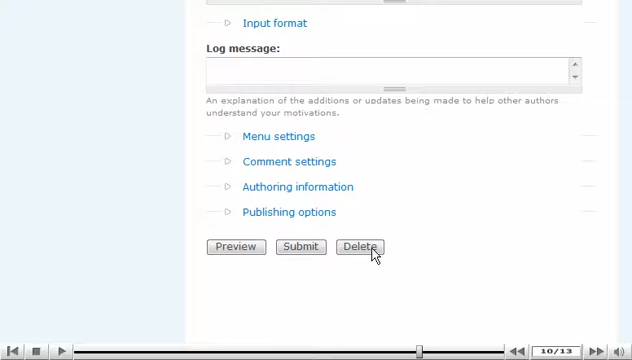 Input format
Log message:
An explanation of the additions or updates being made to help other authors
understand your motivations.
Menu settings
Comment settings
Authoring information
Publishing options
Preview Submit Delete
10/13